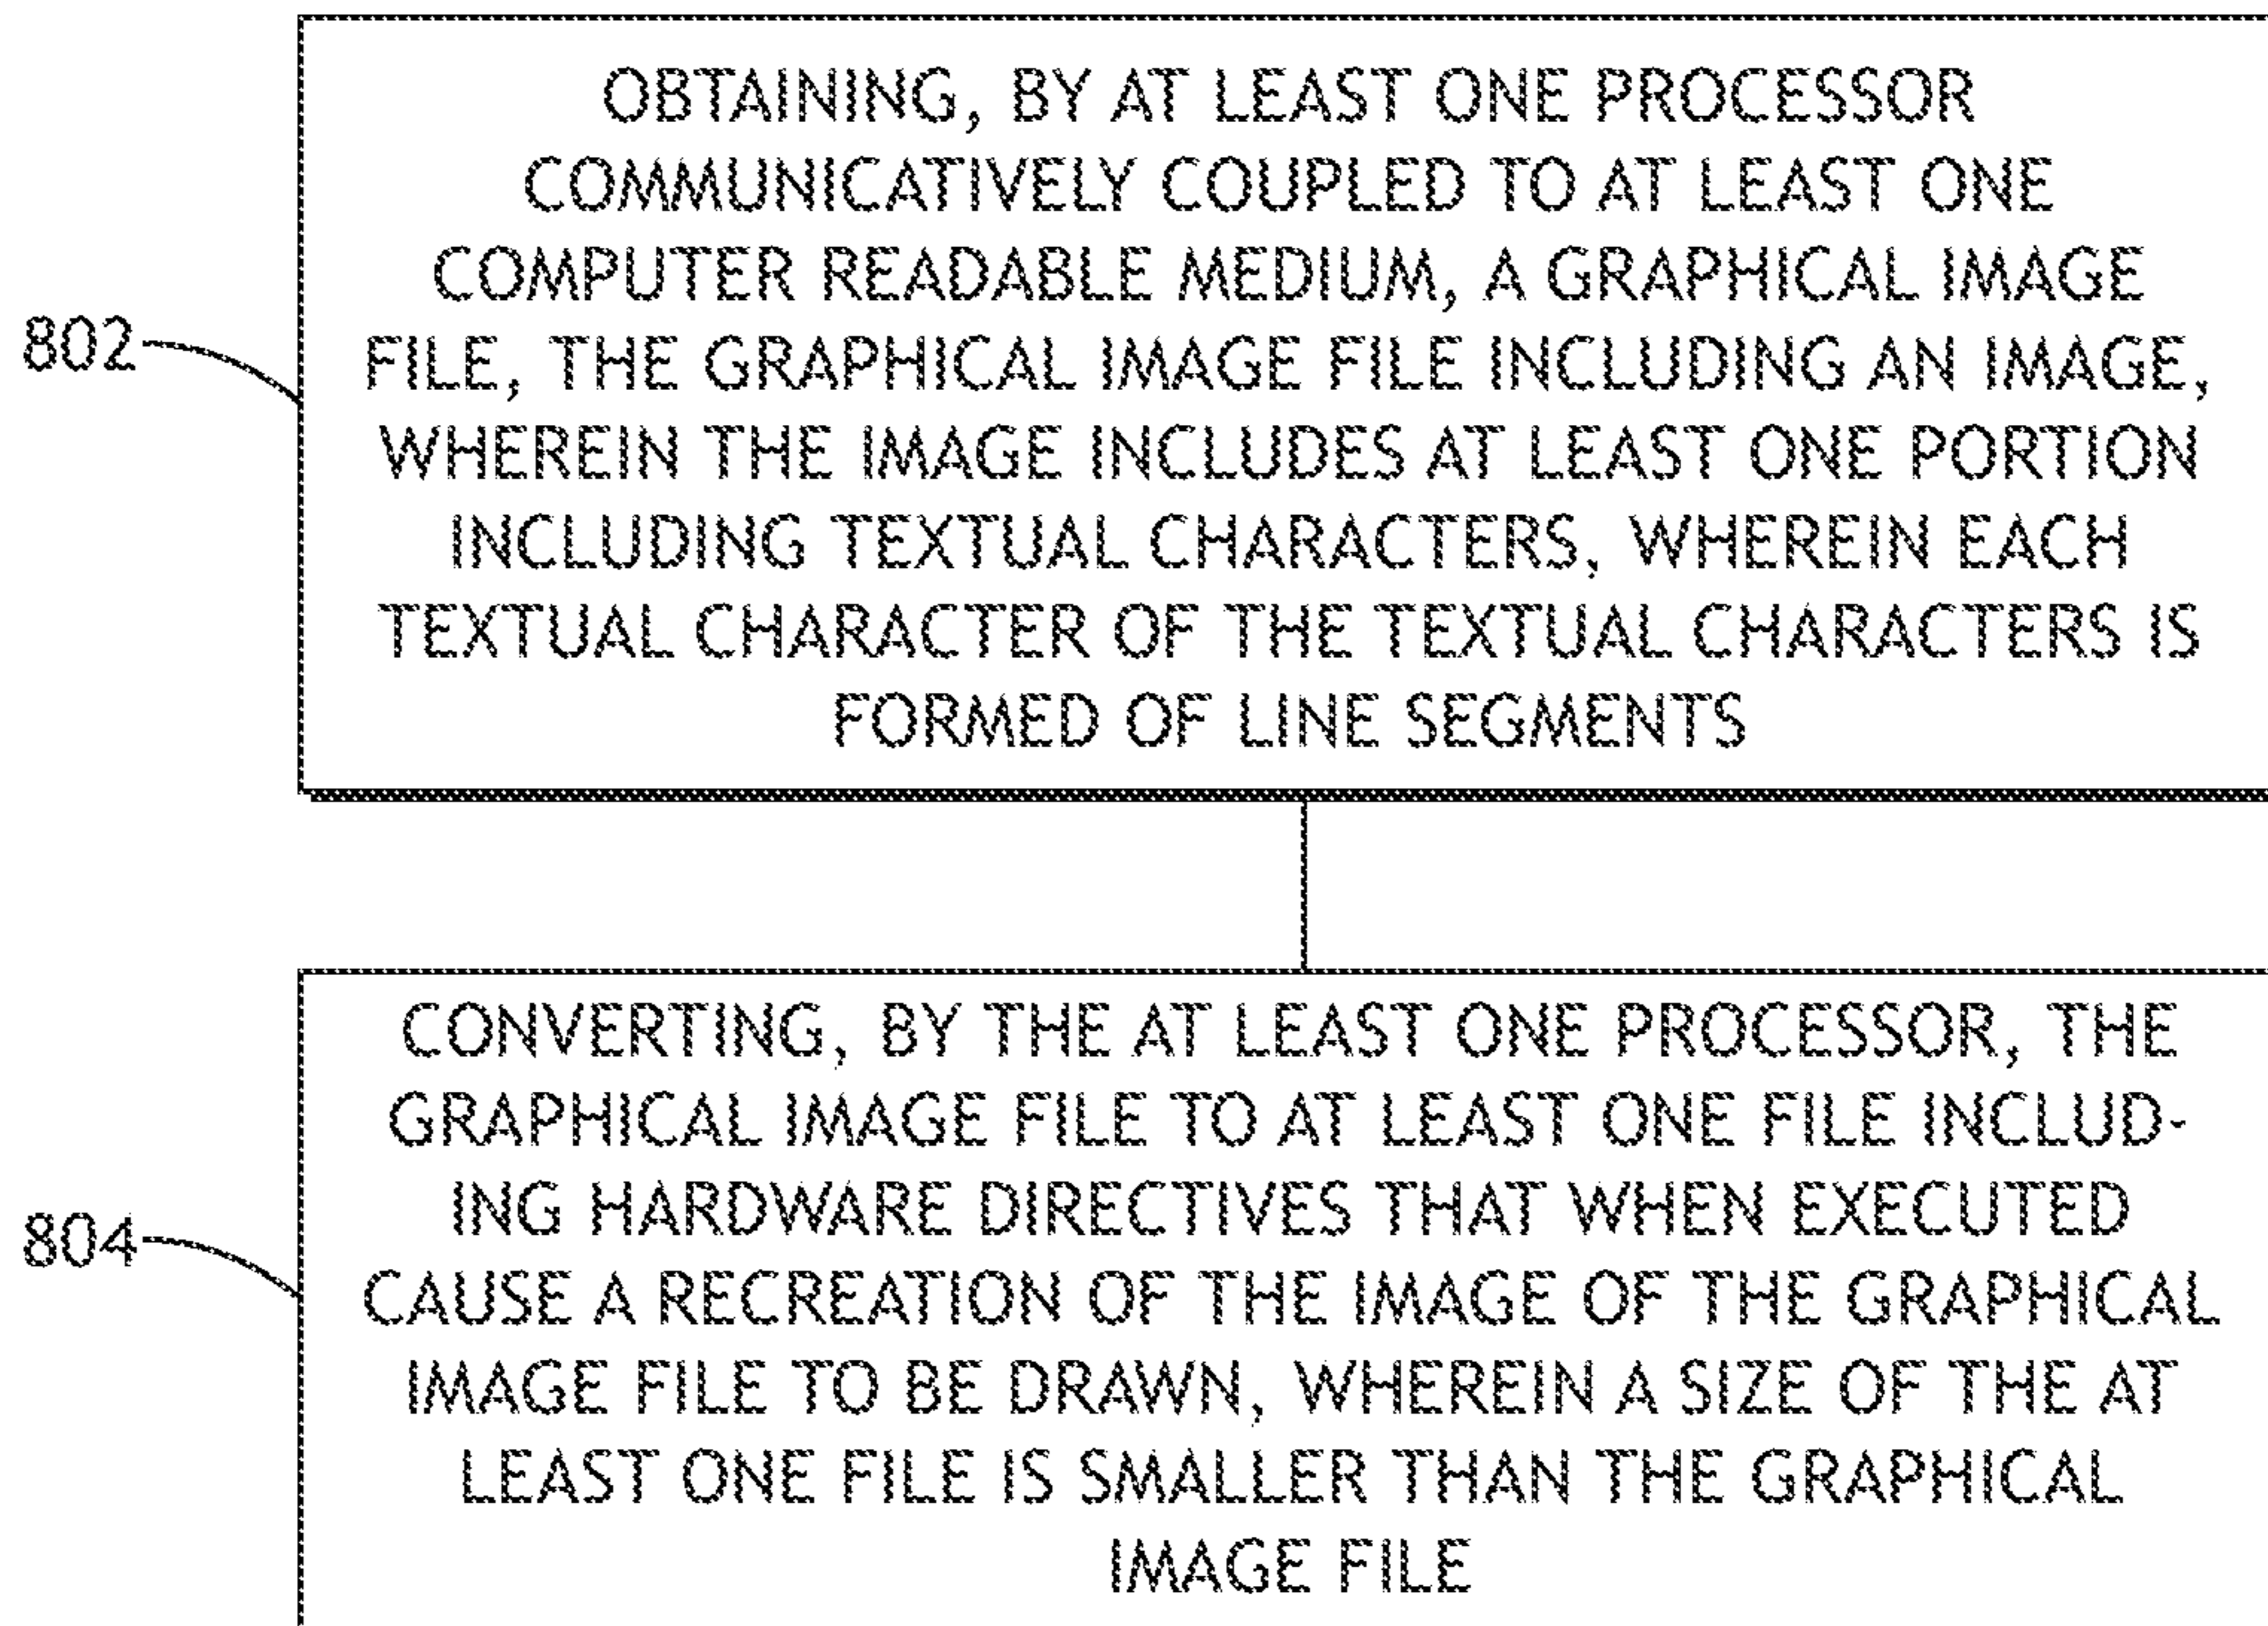 OBTAINING, BY AT LEAST ONE PROCESSOR
COMMUNICATIVELY COUPLED TO AT LEAST ONE
COMPUTER READABLE MEDIUM, A GRAPHICAL IMAGE
802
FILE, THE GRAPHICAL IMAGE FILE INCLUDING AN IMAGE,
WHEREIN THE IMAGE INCLUDES AT LEAST ONE PORTION
INCLUDING TEXTUAL CHARACTERS, WHEREIN EACH
TEXTUAL CHARACTER OF THE TEXTUAL CHARACTERS IS
FORMED OF LINE SEGMENTS
CONVERTING, BY THE AT LEAST ONE PROCESSOR, THE
GRAPHICAL IMAGE FILE TO AT LEAST ONE FILE INCLUD-
ING HARDWARE DIRECTIVES THAT WHEN EXECUTED
804
CAUSE A RECREATION OF THE IMAGE OF THE GRAPHICAL
IMAGE FILE TO BE DRAWN, WHEREIN A SIZE OF THE AT
LEAST ONE FILE IS SMALLER THAN THE GRAPHICAL
IMAGE FILE